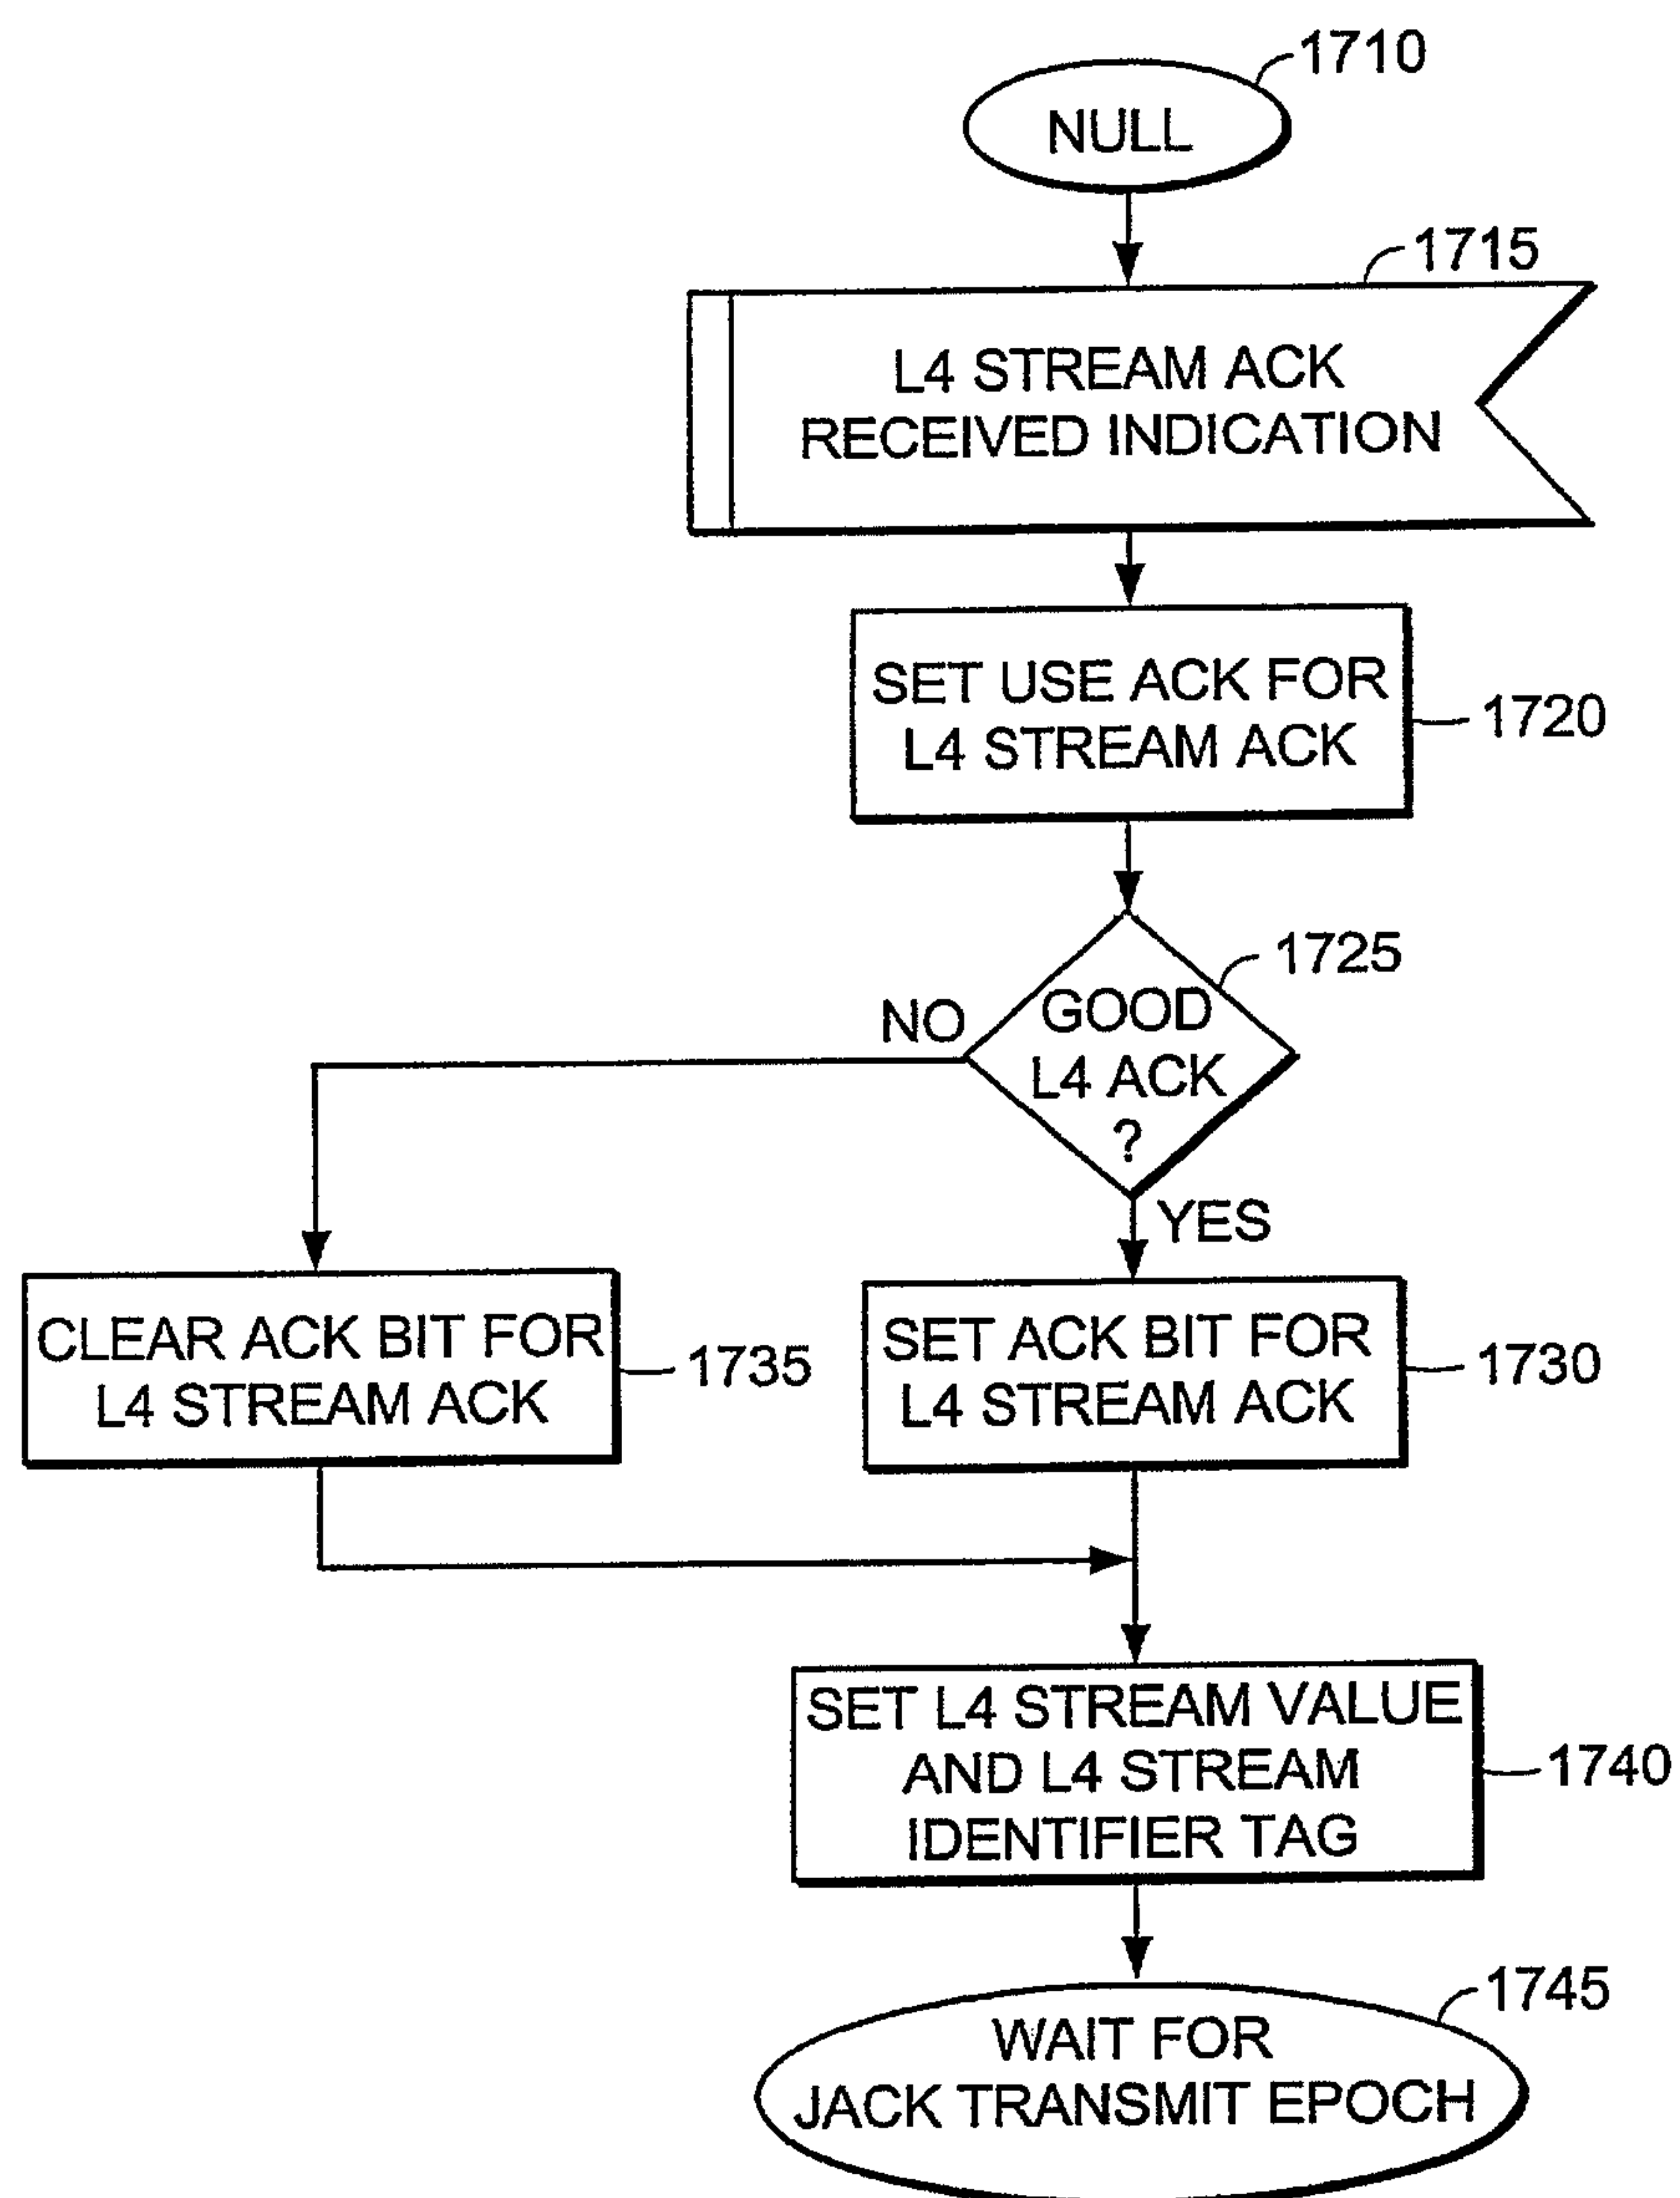 1710
NULL
1715
L4 STREAM ACK
RECEIVED INDICATION
SET USE ACK FOR
L4 STREAM ACK
1720
1725
GOOD
L4 ACK
?
NO
YES
CLEAR ACK BIT FOR
L4 STREAM ACK
1735
SET ACK BIT FOR
L4 STREAM ACK
1730
SET L4 STREAM VALUE
AND L4 STREAM
IDENTIFIER TAG
1740
1745
WAIT FOR
JACK TRANSMIT EPOCH